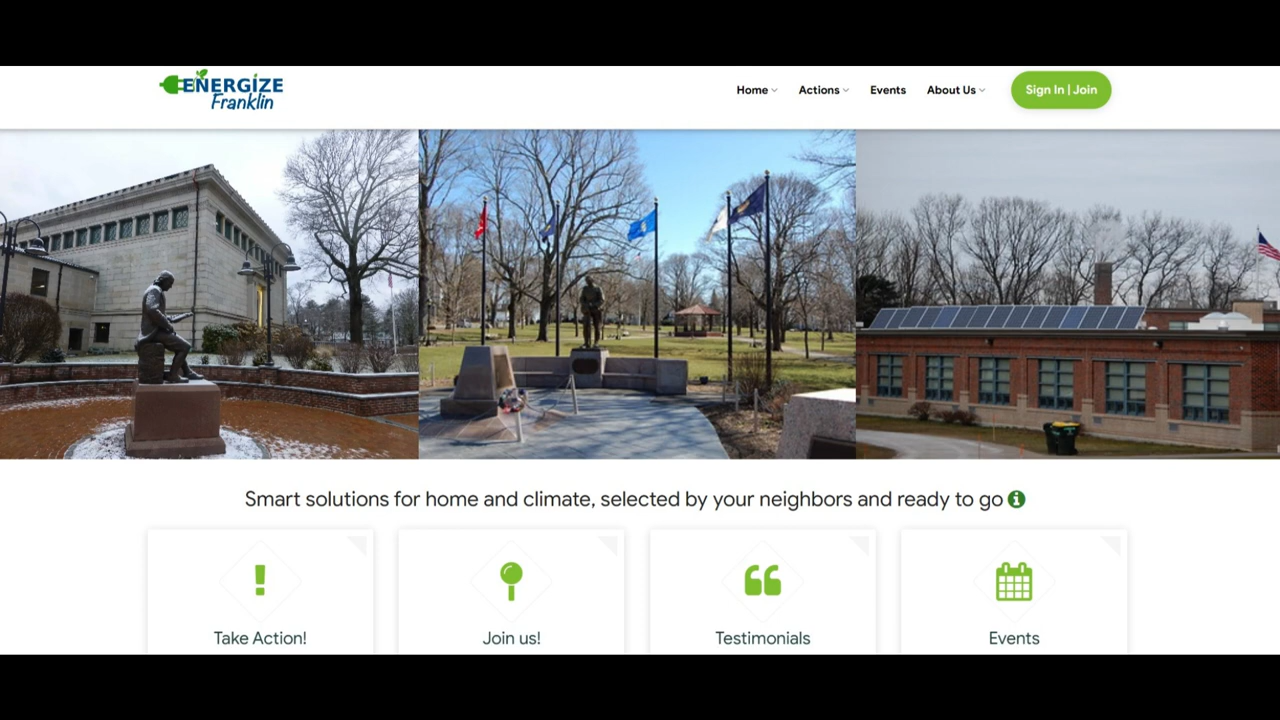 ENERGIZE
Franklin
Home
Actions
Events
About Us
Sign In | Join
Smart solutions for home and climate, selected by your neighbors and ready to go
Take Action!
Join us!
Testimonials
Events